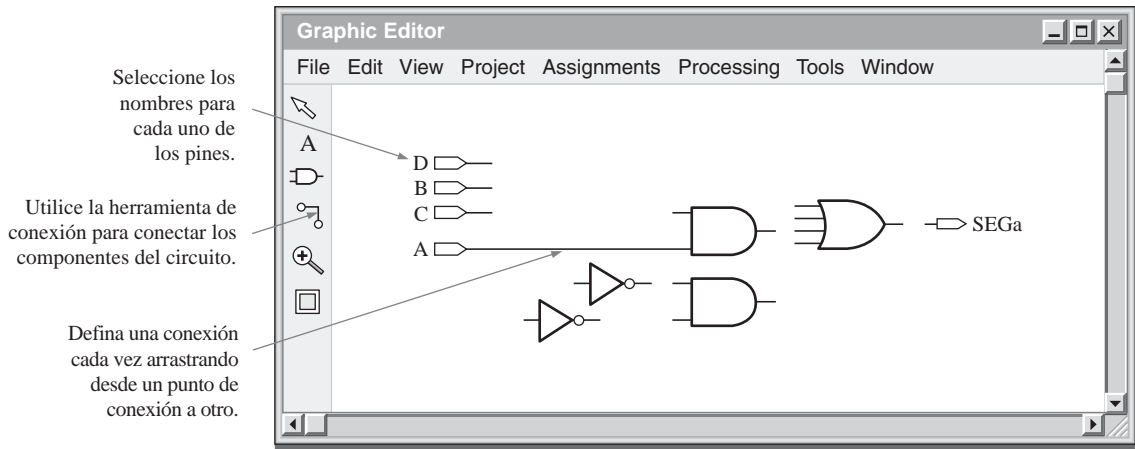 Graphic Editor
File Edit View Project Assignments Processing Tools Window
Seleccione los
nombres para
cada uno de
los pines.
Utilice la herramienta de
conexión para conectar los
componentes del circuito.
Defina una conexión
cada vez arrastrando
desde un punto de
conexión a otro.
A
D
B
C
A
SEGa